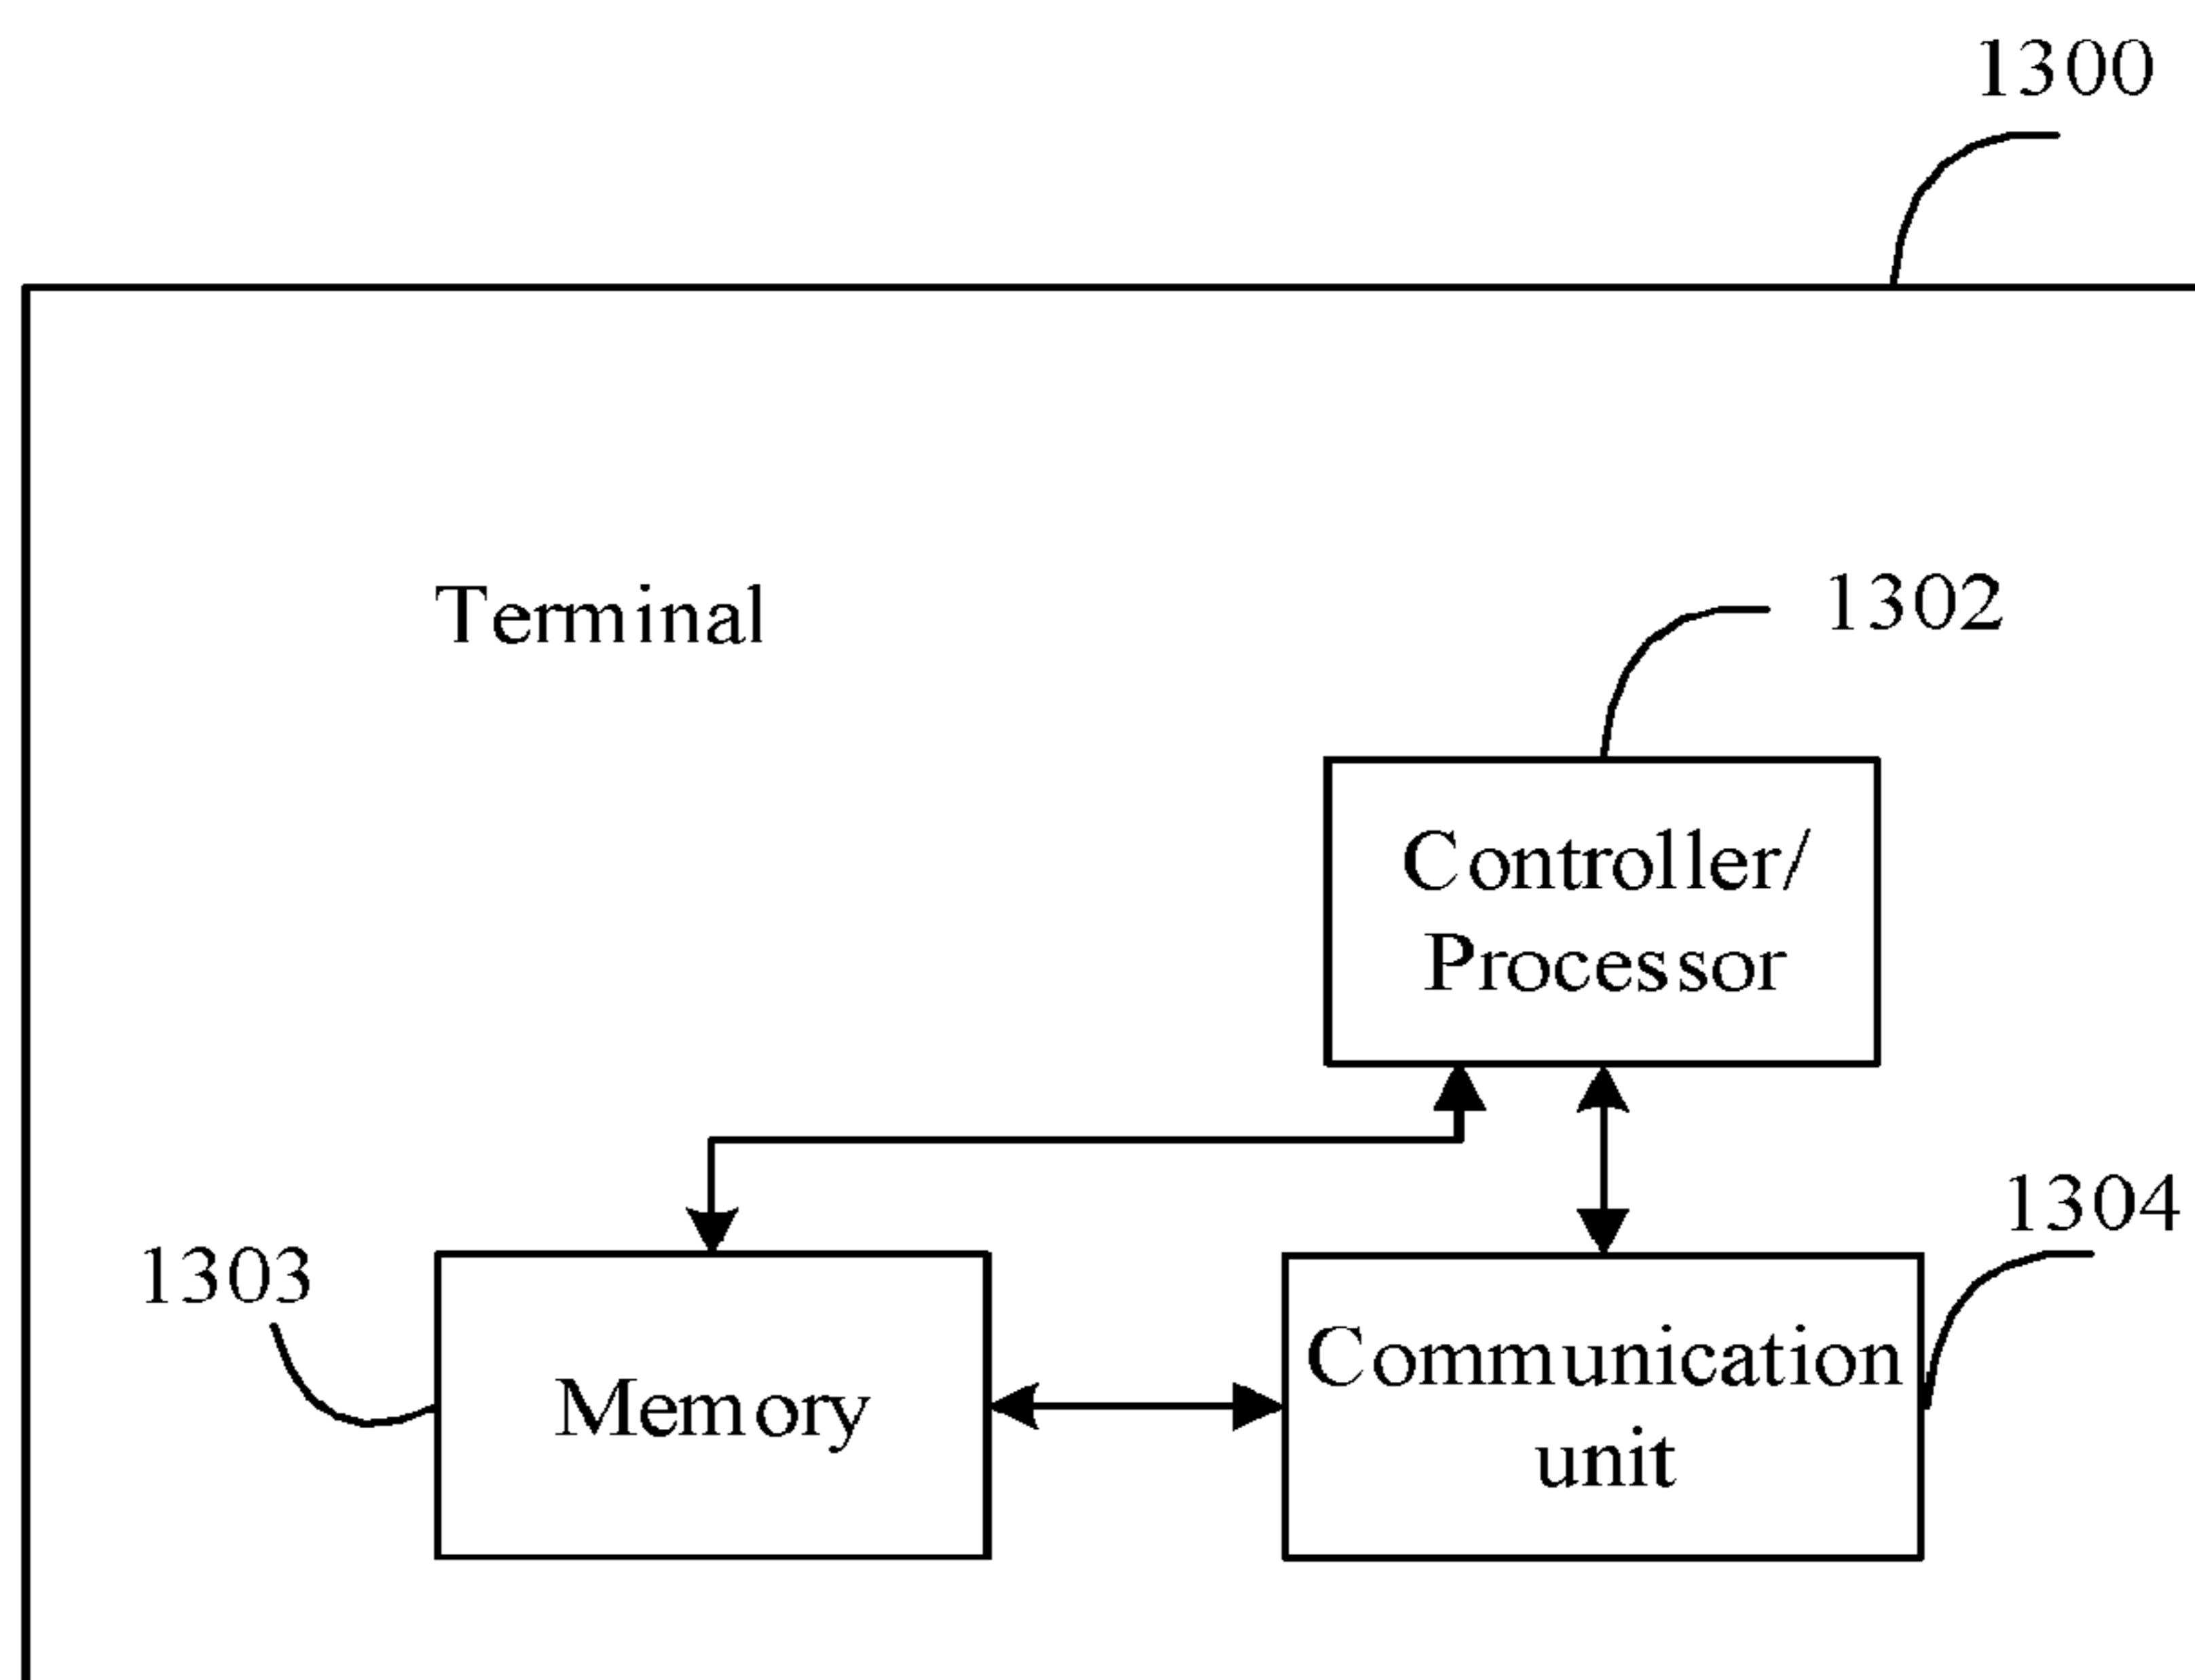 1300
Terminal
1302
Controller/
Processor
1304
1303
Memory
Communication
unit